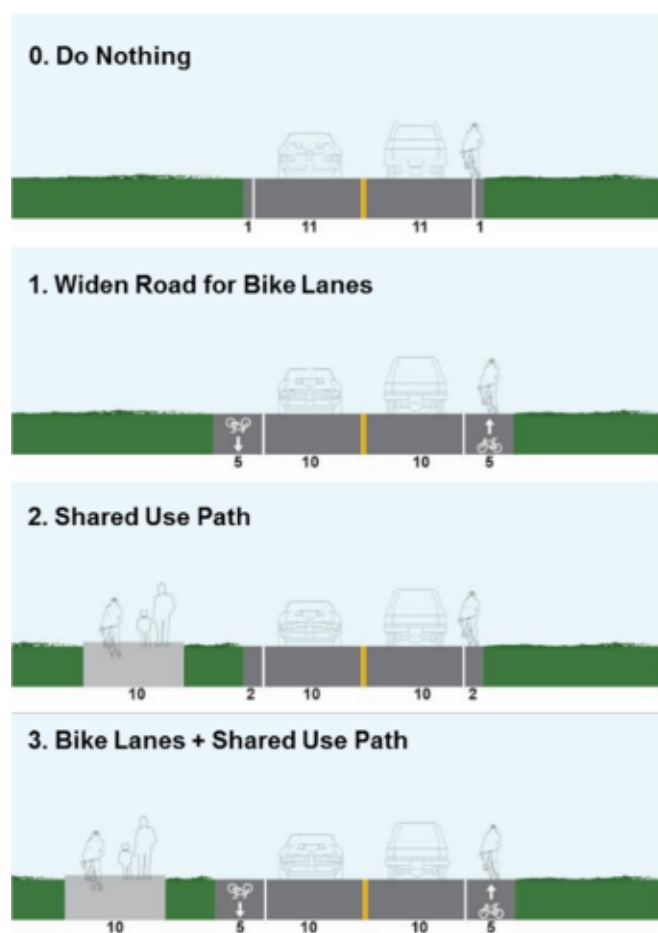 0. Do Nothing
1 11 11 1
1. Widen Road for Bike Lanes
5 10 10 5
2. Shared Use Path
10 2 10 10 2
3. Bike Lanes + Shared Use Path
10 5 10 10 5